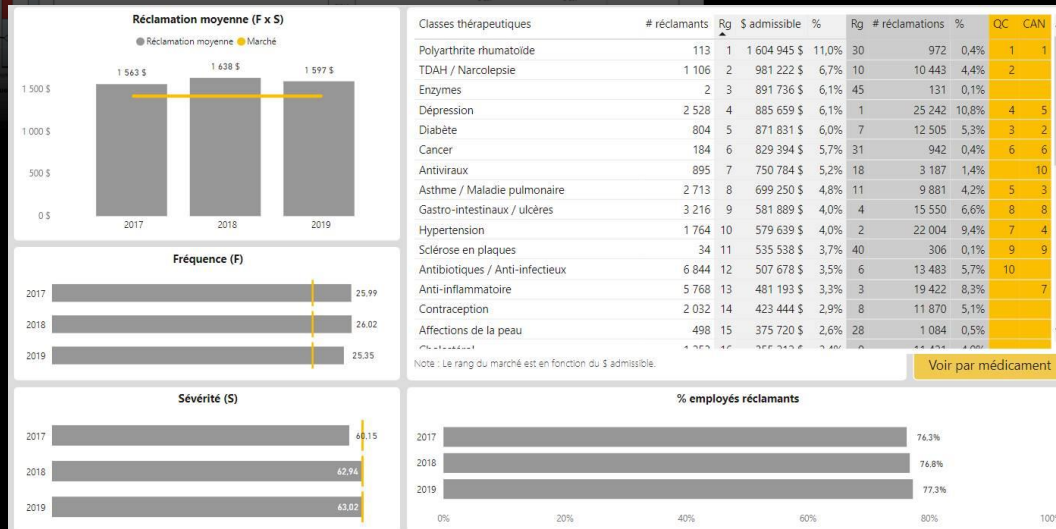 Réclamation moyenne (F x S)
Réclamation moyenne Marché
1 563 $ 1 638 $ 1 597 $
1 500 $
1 000 $
500 $
0 $
2017 2018 2019
Fréquence (F)
2017 25,99
2018 26,02
2019 25,35
Sévérité (S)
2017 60,15
2018 62,94
2019 63,02
Classes thérapeutiques # réclamants Rg $ admissible % Rg # réclamations % QC CAN
Polyarthrite rhumatoïde 113 1 1 604 945 $ 11,0% 30 972 0,4% 1 1
TDAH / Narcolepsie 1 106 2 981 222 $ 6,7% 10 10 443 4,4% 2
Enzymes 2 3 891 736 $ 6,1% 45 131 0,1%
Dépression 2 528 4 885 659 $ 6,1% 1 25 242 10,8% 4 5
Diabète 804 5 871 831 $ 6,0% 7 12 505 5,3% 3 2
Cancer 184 6 829 394 $ 5,7% 31 942 0,4% 6 6
Antiviraux 895 7 750 784 $ 5,2% 18 3 187 1,4% 10
Asthme / Maladie pulmonaire 2 713 8 699 250 $ 4,8% 11 9 881 4,2% 5 3
Gastro-intestinaux / ulcères 3 216 9 581 889 $ 4,0% 4 15 550 6,6% 8 8
Hypertension 1 764 10 579 639 $ 4,0% 2 22 004 9,4% 7 4
Sclérose en plaques 34 11 535 538 $ 3,7% 40 306 0,1% 9 9
Antibiotiques / Anti-infectieux 6 844 12 507 678 $ 3,5% 6 13 483 5,7% 10
Anti-inflammatoire 5 768 13 481 193 $ 3,3% 3 19 422 8,3% 7
Contraception 2 032 14 423 444 $ 2,9% 8 11 870 5,1%
Affections de la peau 498 15 375 720 $ 2,6% 28 1 084 0,5%
Note : Le rang du marché est en fonction du $ admissible.
Voir par médicament
% employés réclamants
2017 76,3%
2018 76,8%
2019 77,3%
0% 20% 40% 60% 80% 100%